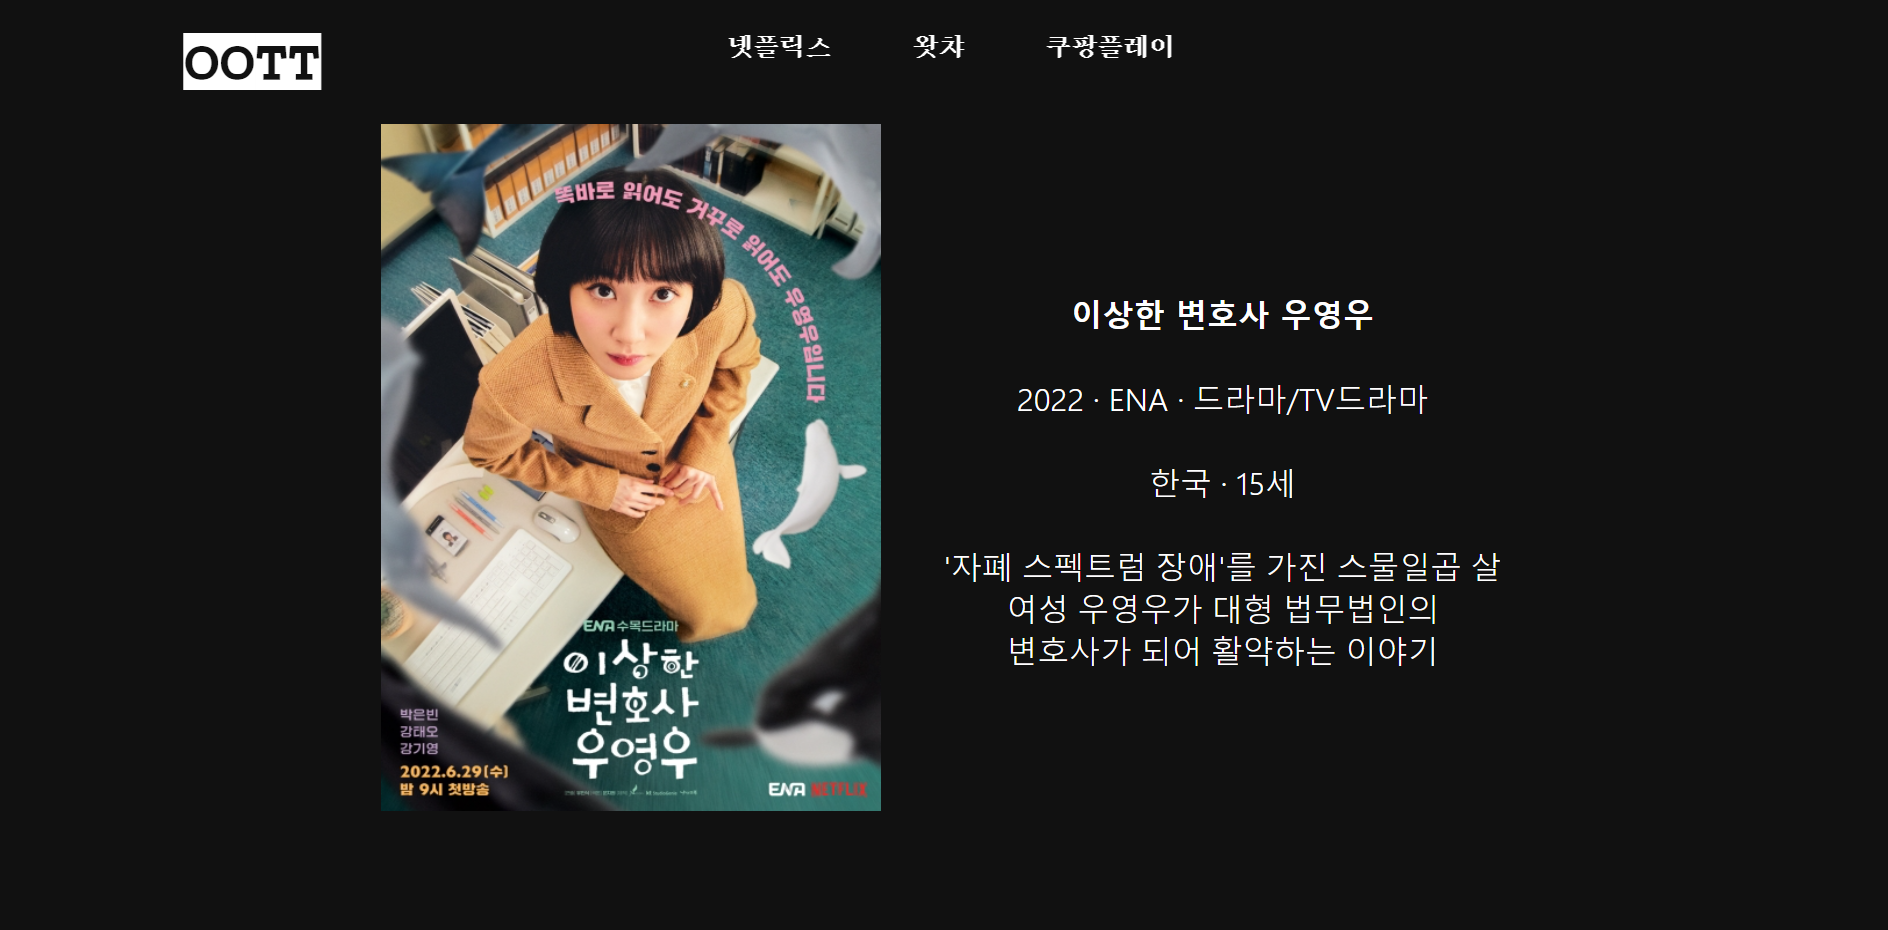 OOTT
넷플릭스
왓챠
쿠팡플레이
똑바로 읽어도 거꾸로 읽어도 우영우입니다
ENA 수목드라마
이상한
변호사
우영우
박은빈
강태오
강기영
2022.6.29(수)
밤 9시 첫방송
ENA NETFLIX
이상한 변호사 우영우
2022 · ENA · 드라마/TV드라마
한국 · 15세
'자폐 스펙트럼 장애'를 가진 스물일곱 살
여성 우영우가 대형 법무법인의
변호사가 되어 활약하는 이야기